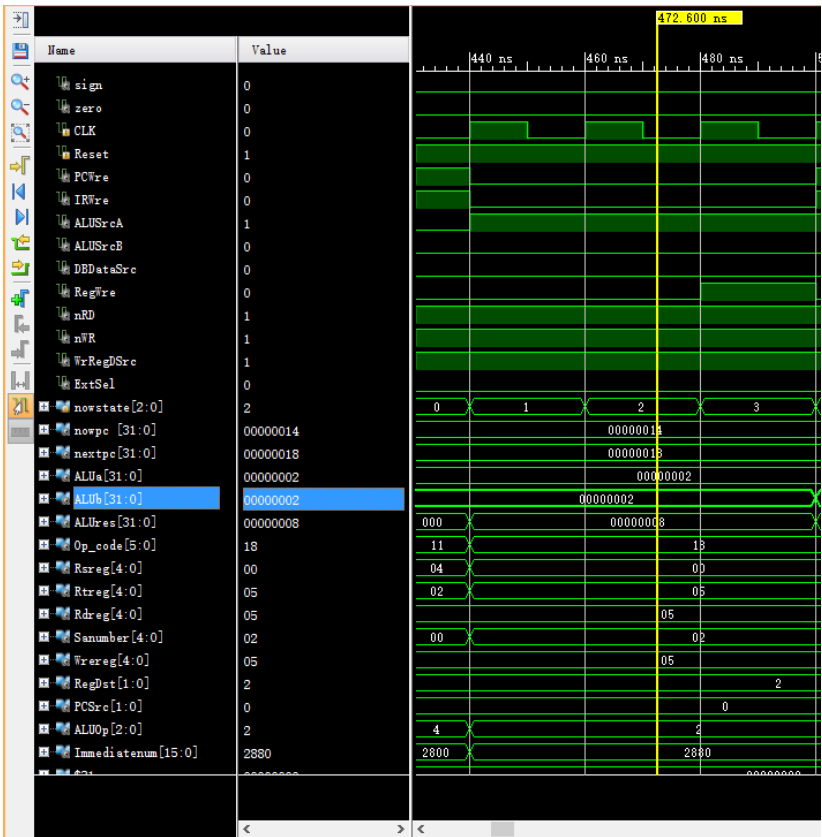 472.600 ns
Name Value
440 ns 460 ns 480 ns
sign 0
zero 0
CLK 0
Reset 1
PCWre 0
IRWre 0
ALUSrcA 1
ALUSrcB 0
DBDataSrc 0
RegWre 0
nRD 1
nWR 1
WrRegDSrc 1
ExtSel 0
nowstate[2:0] 2 0 1 2 3
nowpc [31:0] 00000014 00000014
nextpc[31:0] 00000018 00000018
ALUa[31:0] 00000002 00000002
ALUb[31:0] 00000002 00000002
ALUres[31:0] 00000008 000 00000008
Op_code[5:0] 18 11 18
Rsreg[4:0] 00 04 00
Rtreg[4:0] 05 02 05
Rdreg[4:0] 05 05
Sanumber[4:0] 02 00 02
Wrereg[4:0] 05 05
RegDst[1:0] 2 2
PCSrc[1:0] 0 0
ALUOp[2:0] 2 4 2
Immediatenum[15:0] 2880 2800 2880